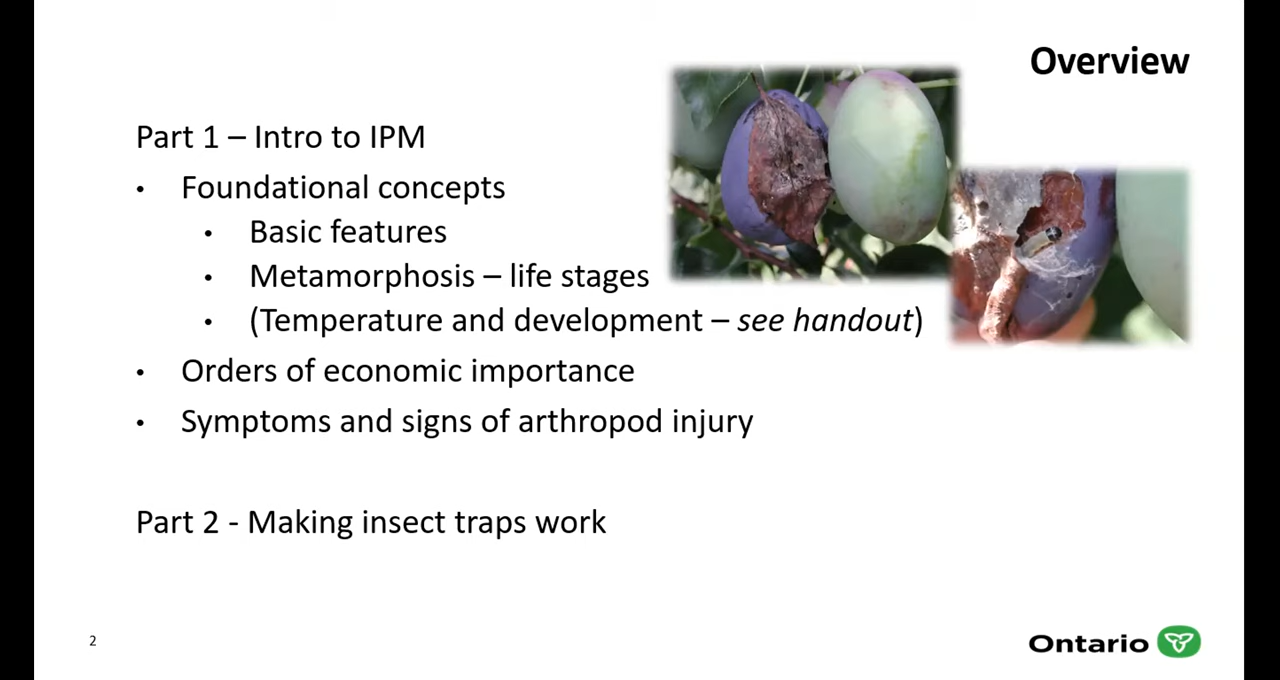 Overview
Part 1 – Intro to IPM
• Foundational concepts
• Basic features
• Metamorphosis – life stages
• (Temperature and development – see handout)
• Orders of economic importance
• Symptoms and signs of arthropod injury
Part 2 - Making insect traps work
2
Ontario